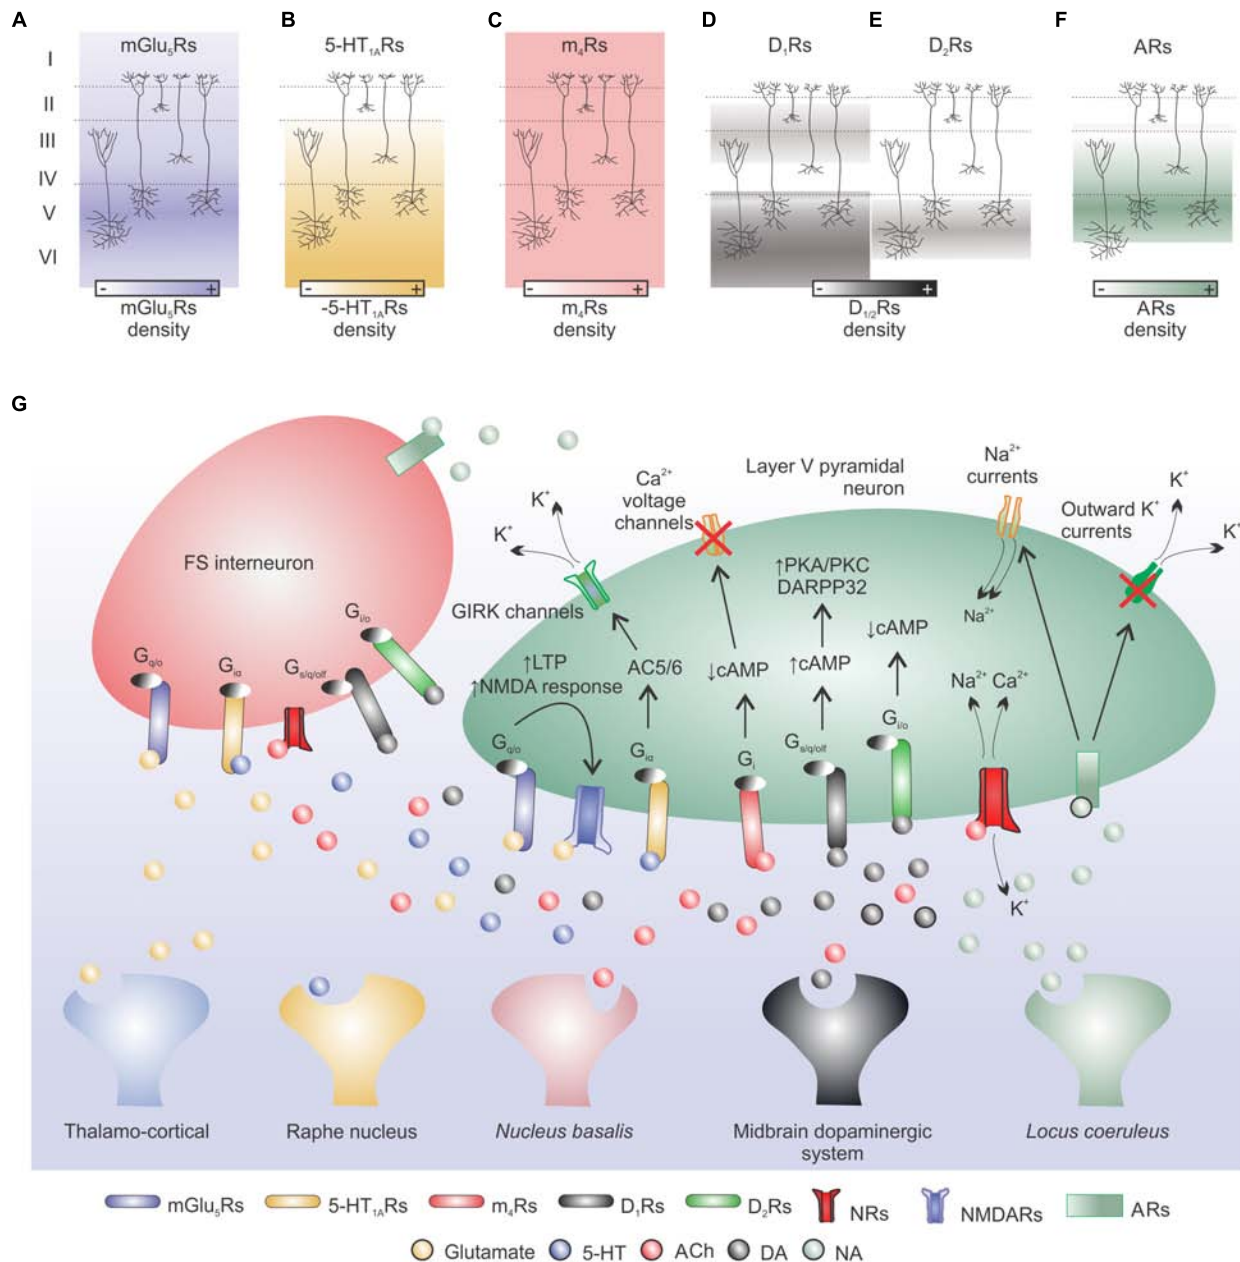 A
B
C
D
E
F
mGlu₅Rs
5-HT₁ₐRs
m₄Rs
D₁Rs
D₂Rs
ARs
I
II
III
IV
V
VI
- +
- +
- +
- +
- +
mGlu₅Rs
density
-5-HT₁ₐRs
density
m₄Rs
density
D₁/₂Rs
density
ARs
density
G
FS interneuron
Layer V pyramidal
neuron
Ca²⁺
voltage
channels
Na²⁺
currents
Outward K⁺
currents
K⁺
K⁺
K⁺
K⁺
GIRK channels
↑PKA/PKC
DARPP32
Na²⁺
Gi/o
Gq/o
Giα
Gs/q/olf
↑LTP
↑NMDA response
AC5/6
↓cAMP
↑cAMP
↓cAMP
Na²⁺ Ca²⁺
Gq/o
Giα
Gi
Gs/q/olf
Gi/o
K⁺
Thalamo-cortical
Raphe nucleus
Nucleus basalis
Midbrain dopaminergic
system
Locus coeruleus
mGlu₅Rs
5-HT₁ₐRs
m₄Rs
D₁Rs
D₂Rs
NRs
NMDARs
ARs
Glutamate
5-HT
ACh
DA
NA